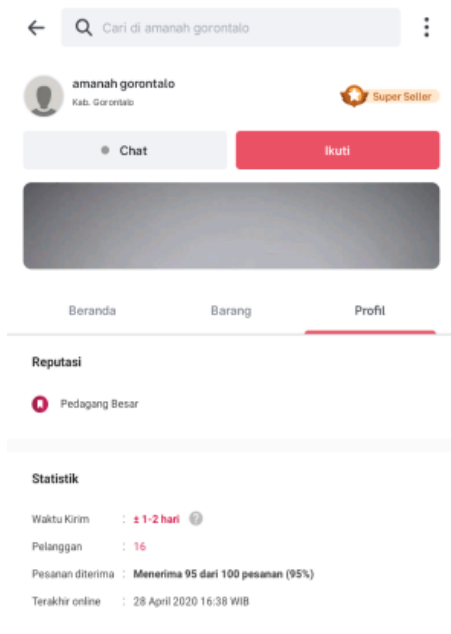 Cari di amanah gorontalo
amanah gorontalo
Kab. Gorontalo
Super Seller
Chat
Ikuti
Beranda Barang Profil
Reputasi
Pedagang Besar
Statistik
Waktu Kirim : ± 1-2 hari ?
Pelanggan : 16
Pesanan diterima : Menerima 95 dari 100 pesanan (95%)
Terakhir online : 28 April 2020 16:38 WIB